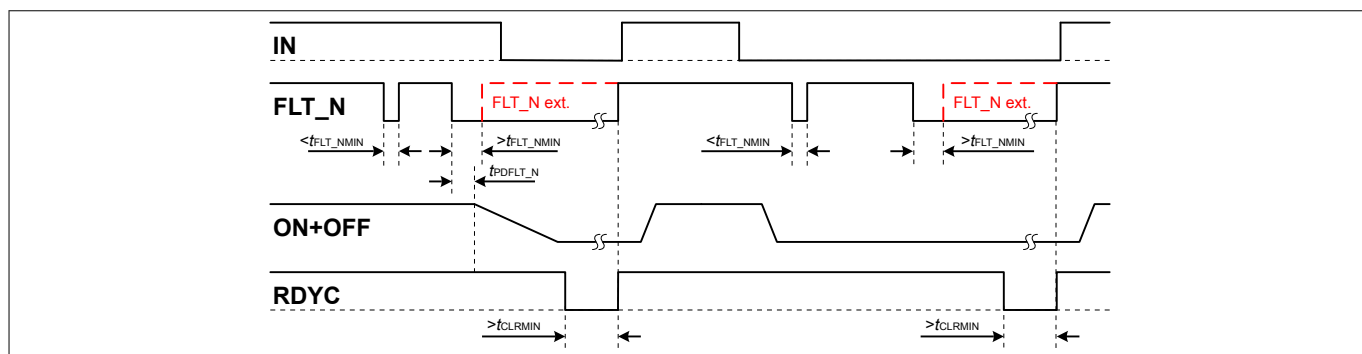 IN
FLT_N
FLT_N ext.
FLT_N ext.
<tFLT_NMIN
>tFLT_NMIN
<tFLT_NMIN
>tFLT_NMIN
tPDFLT_N
ON+OFF
RDYC
>tCLRMIN
>tCLRMIN